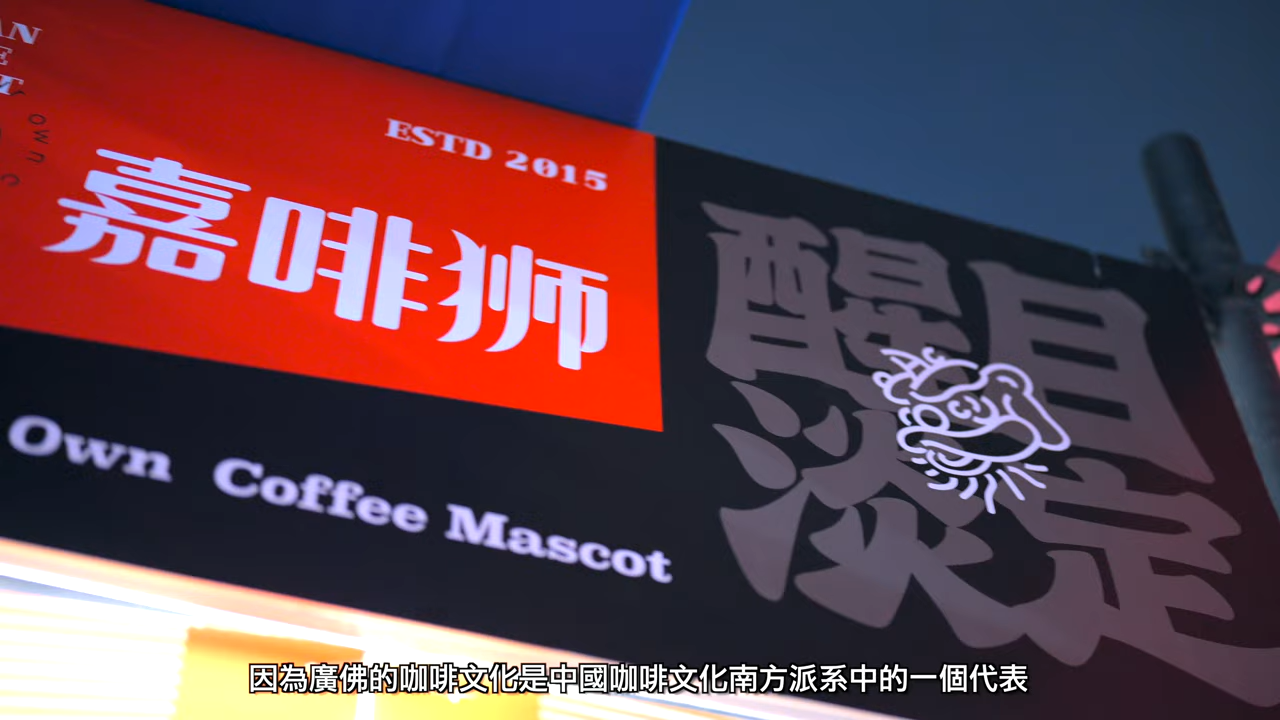 ESTD 2015
嘉啡狮
Own Coffee Mascot
醒目
淡定
因為廣佛的咖啡文化是中國咖啡文化南方派系中的一個代表